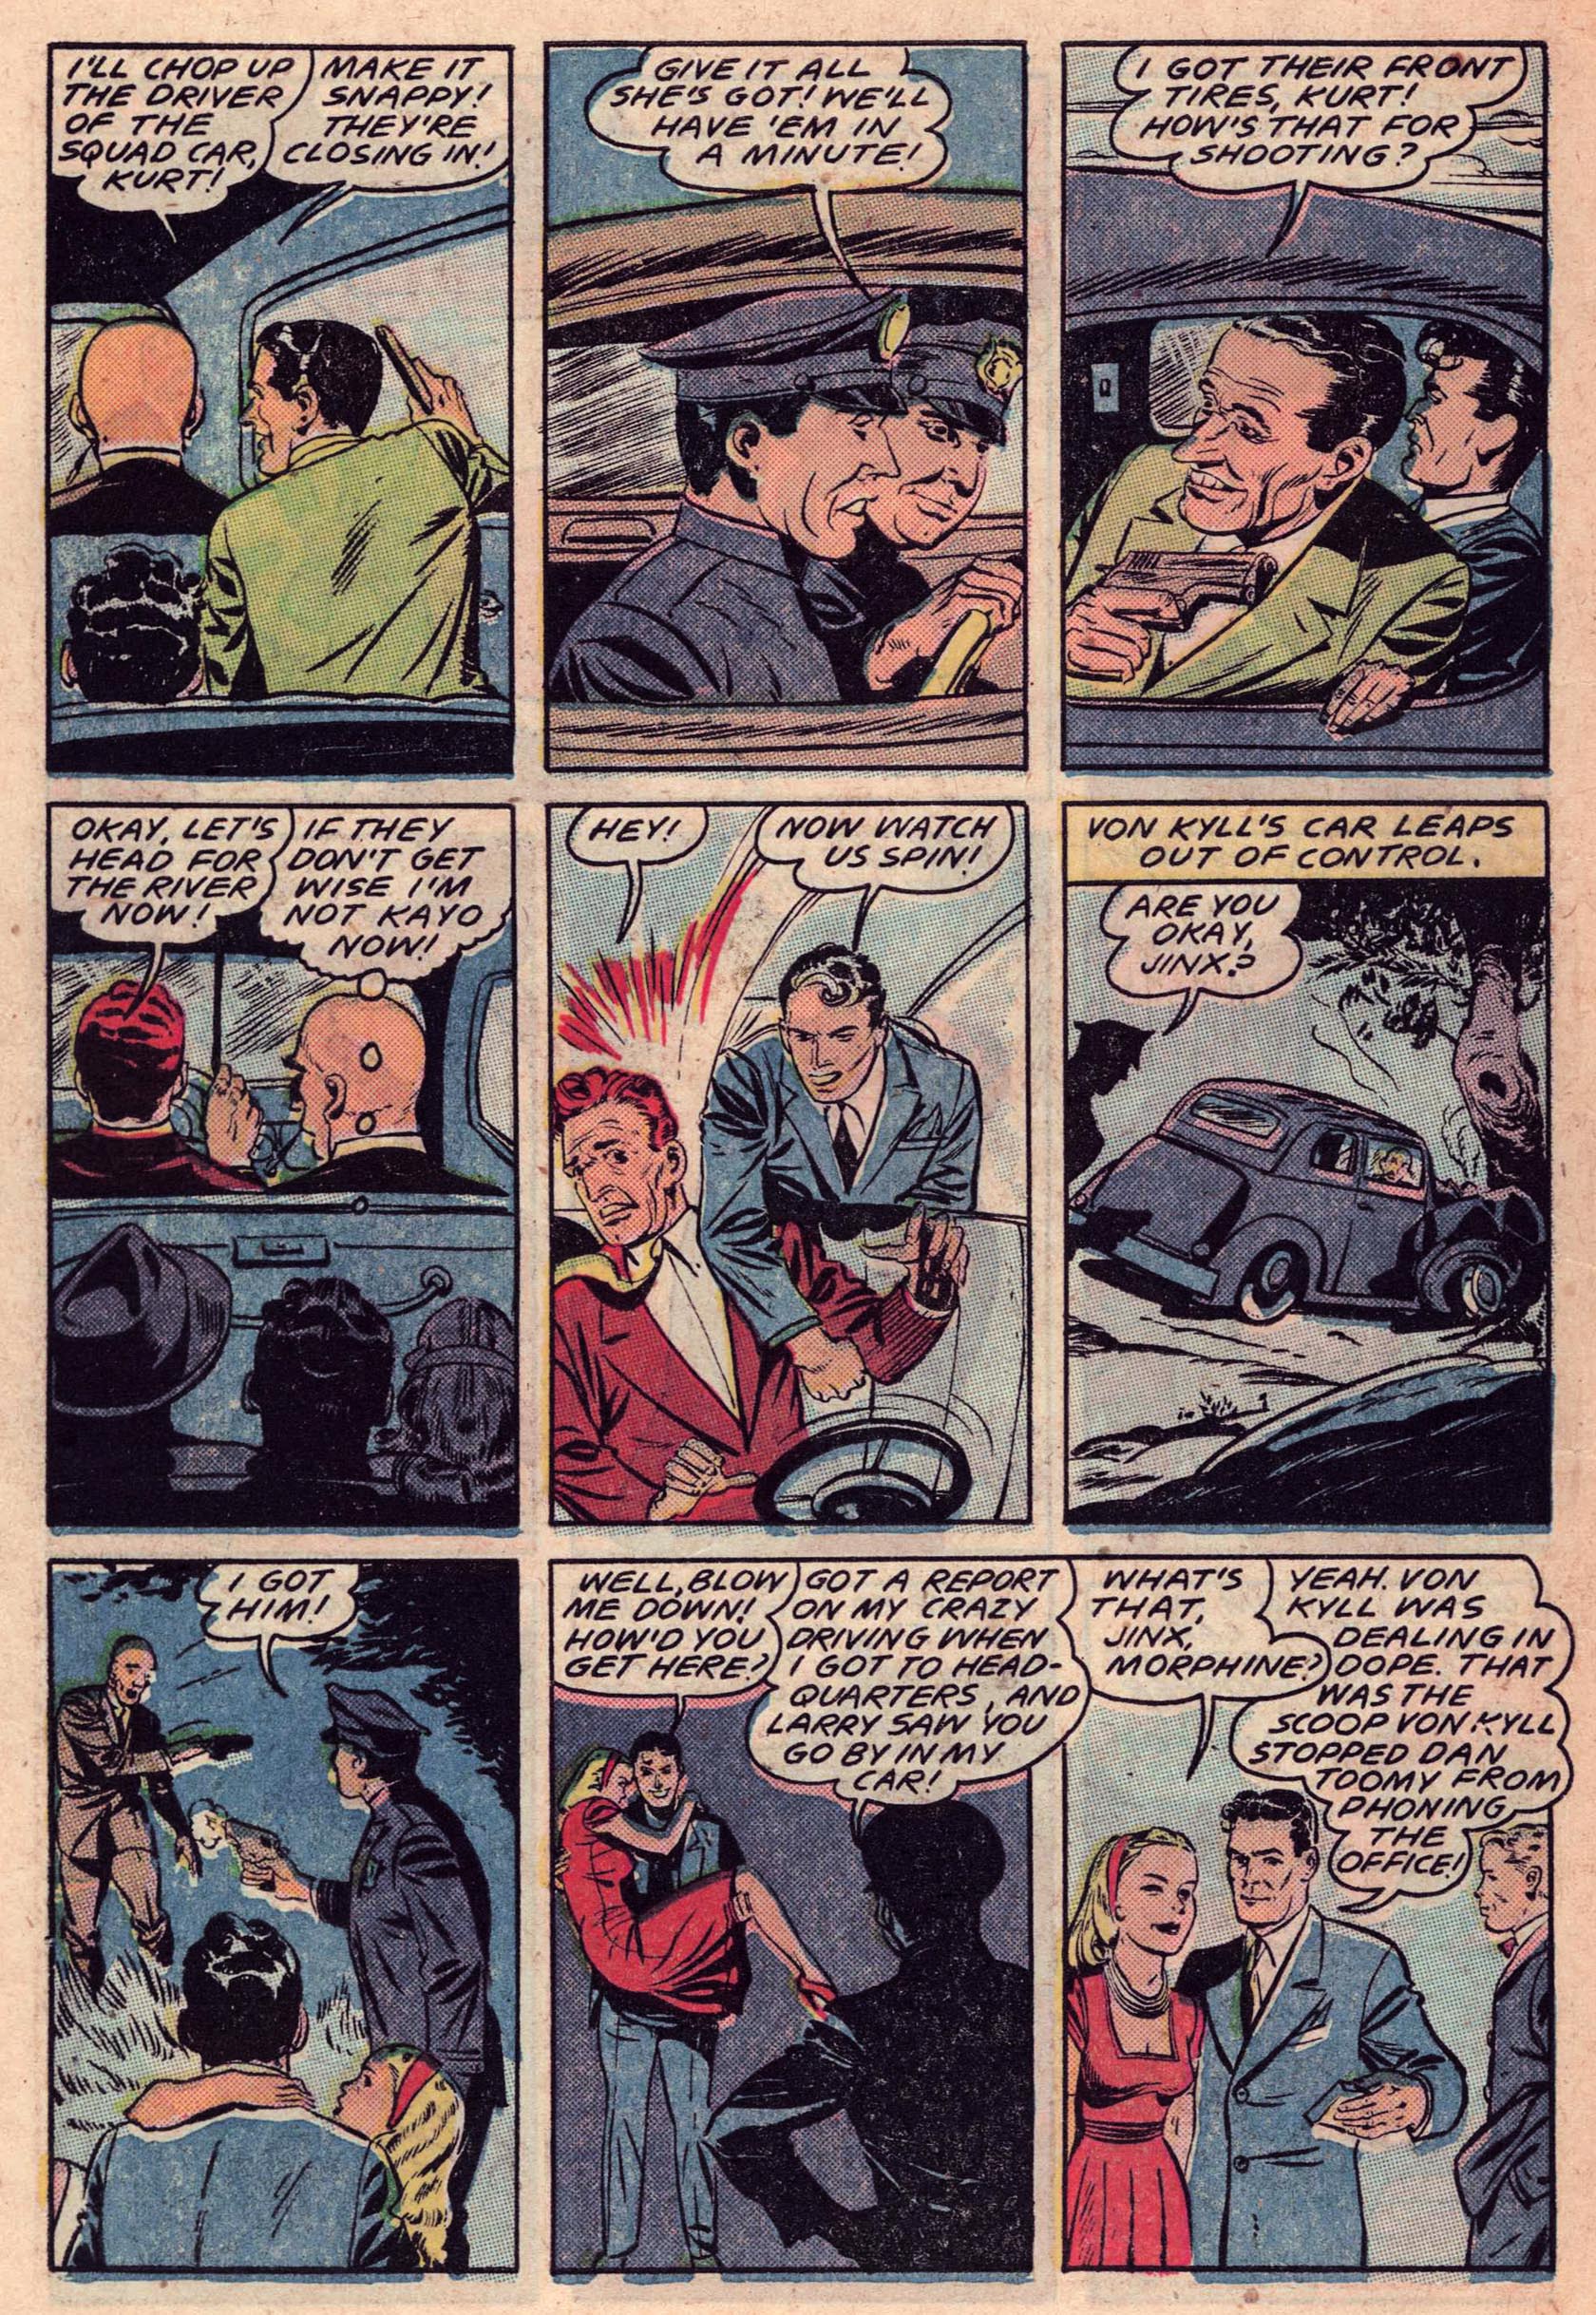 I'LL CHOP UP
THE DRIVER
OF THE
SQUAD CAR,
KURT!
MAKE IT
SNAPPY!
THEY'RE
CLOSING IN!
GIVE IT ALL
SHE'S GOT! WE'LL
HAVE 'EM IN
A MINUTE!
I GOT THEIR FRONT
TIRES, KURT!
HOW'S THAT FOR
SHOOTING?
OKAY, LET'S
HEAD FOR
THE RIVER
NOW!
IF THEY
DON'T GET
WISE I'M
NOT KAYO
NOW!
HEY!
NOW WATCH
US SPIN!
VON KYLL'S CAR LEAPS
OUT OF CONTROL.
ARE YOU
OKAY,
JINX?
I GOT
HIM!
WELL, BLOW
ME DOWN!
HOW'D YOU
GET HERE?
GOT A REPORT
ON MY CRAZY
DRIVING WHEN
I GOT TO HEAD-
QUARTERS, AND
LARRY SAW YOU
GO BY IN MY
CAR!
WHAT'S
THAT,
JINX,
MORPHINE?
YEAH. VON
KYLL WAS
DEALING IN
DOPE. THAT
WAS THE
SCOOP VON KYLL
STOPPED DAN
TOOMY FROM
PHONING
THE
OFFICE!